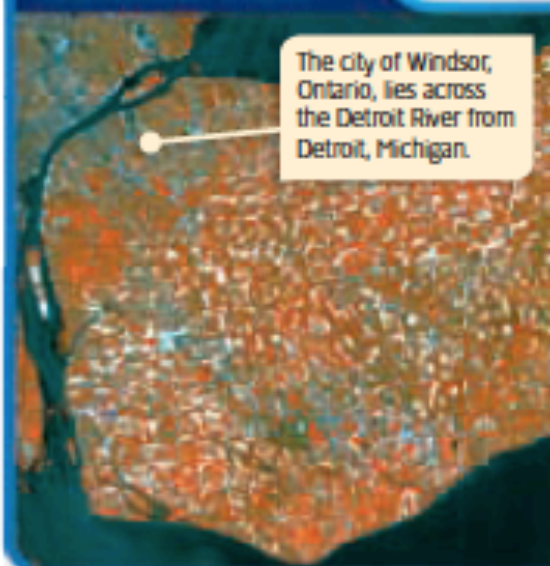 The city of Windsor,
Ontario, lies across
the Detroit River from
Detroit, Michigan.